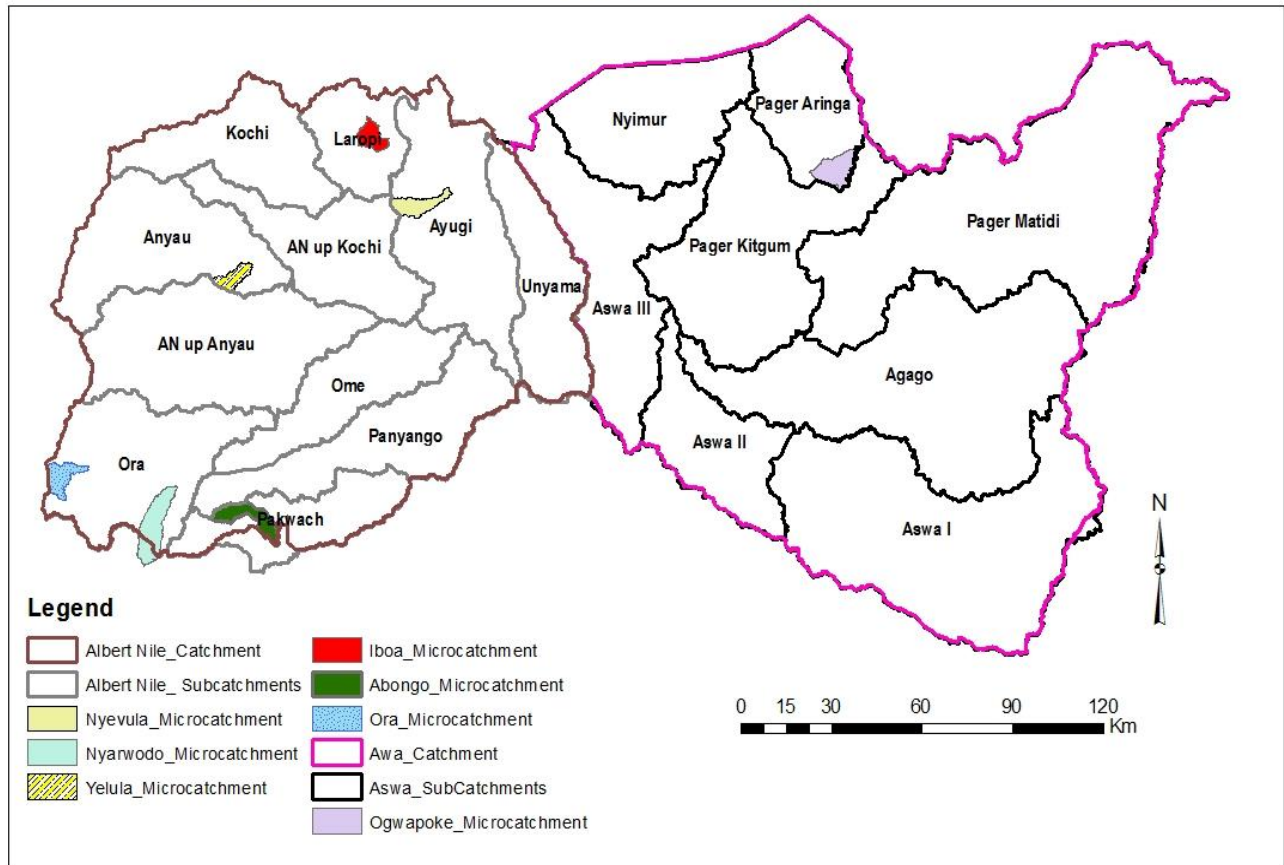 Kochi
Laropi
Nyimur
Pager Aringa
Anyau
AN up Kochi
Ayugi
Pager Kitgum
Pager Matidi
Unyama
Aswa III
AN up Anyau
Ome
Agago
Panyango
Aswa II
Ora
Pakwach
Aswa I
N
Legend
Albert Nile_Catchment
Albert Nile_ Subcatchments
Nyevula_Microcatchment
Nyarwodo_Microcatchment
Yelula_Microcatchment
Iboa_Microcatchment
Abongo_Microcatchment
Ora_Microcatchment
Awa_Catchment
Aswa_SubCatchments
Ogwapoke_Microcatchment
0 15 30 60 90 120
Km